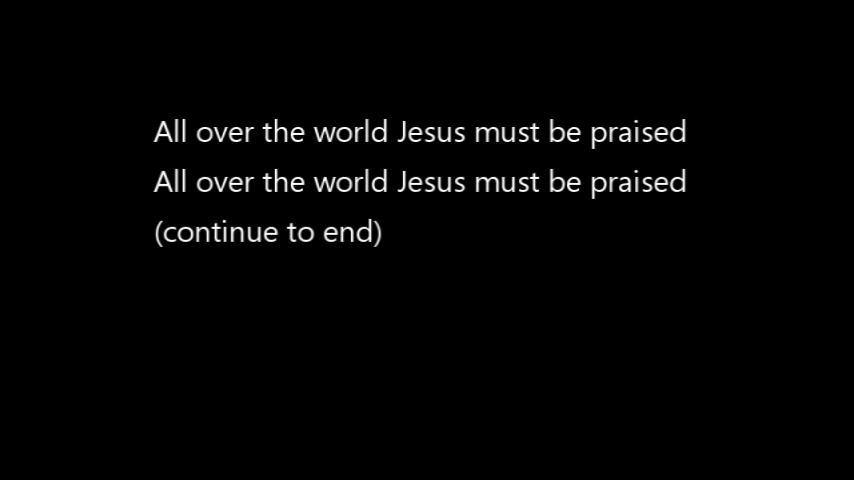 All over the world Jesus must be praised
All over the world Jesus must be praised
(continue to end)